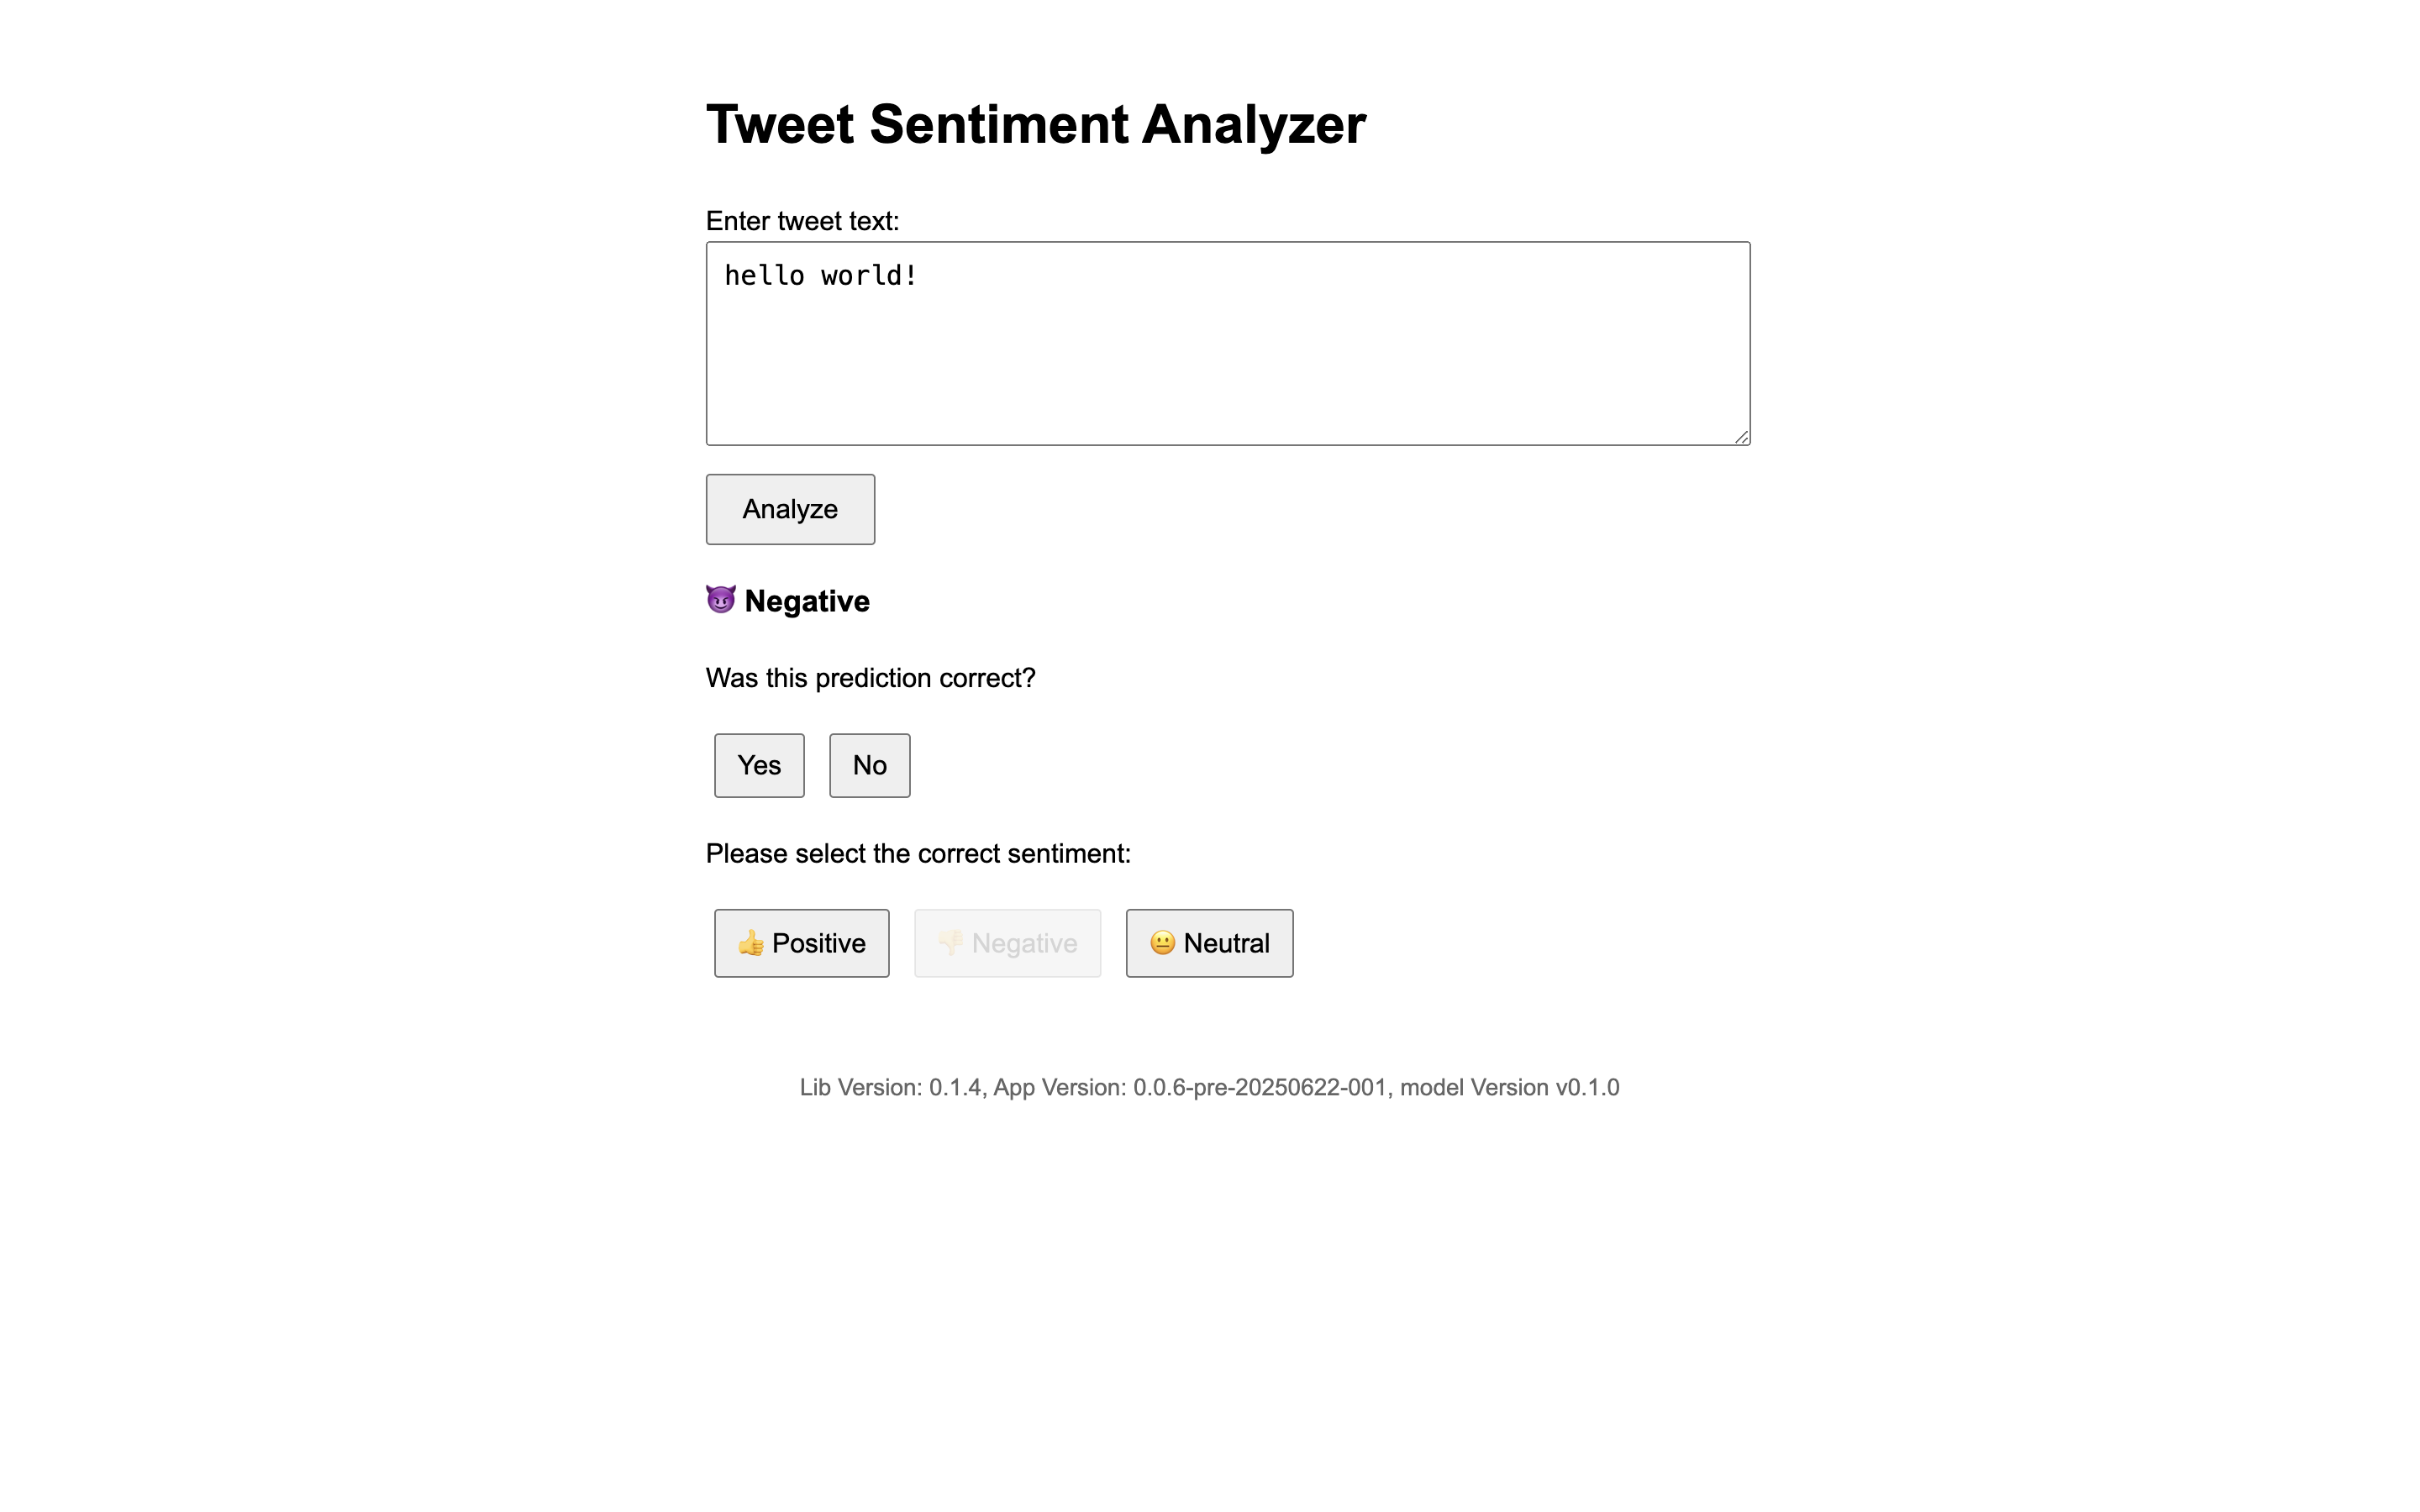 Tweet Sentiment Analyzer
Enter tweet text:
hello world!
Analyze
😈 Negative
Was this prediction correct?
Yes No
Please select the correct sentiment:
👍 Positive 👎 Negative 😐 Neutral
Lib Version: 0.1.4, App Version: 0.0.6-pre-20250622-001, model Version v0.1.0